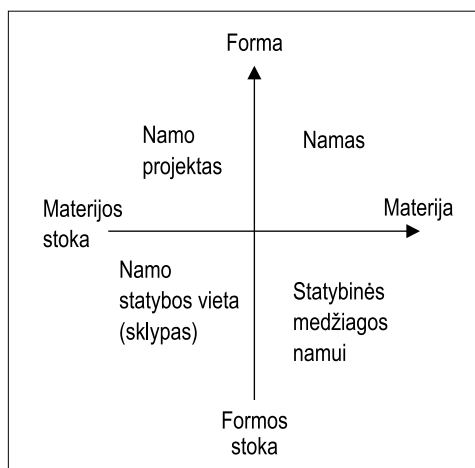 Forma
Namo
projektas
Namas
Materijos
stoka
Materija
Namo
statybos vieta
(sklypas)
Statybinės
medžiagos
namui
Formos
stoka